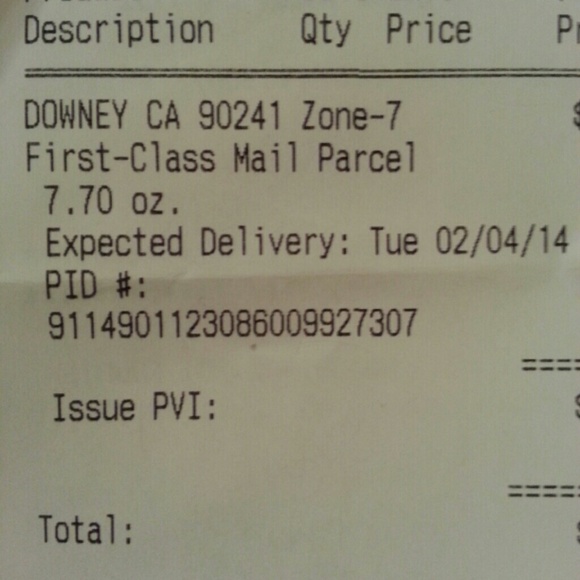 Description Qty Price
DOWNEY CA 90241 Zone-7 $
First-Class Mail Parcel
7.70 oz.
Expected Delivery: Tue 02/04/14
PID #:
9114901123086009927307
====
Issue PVI: $
====
Total: $